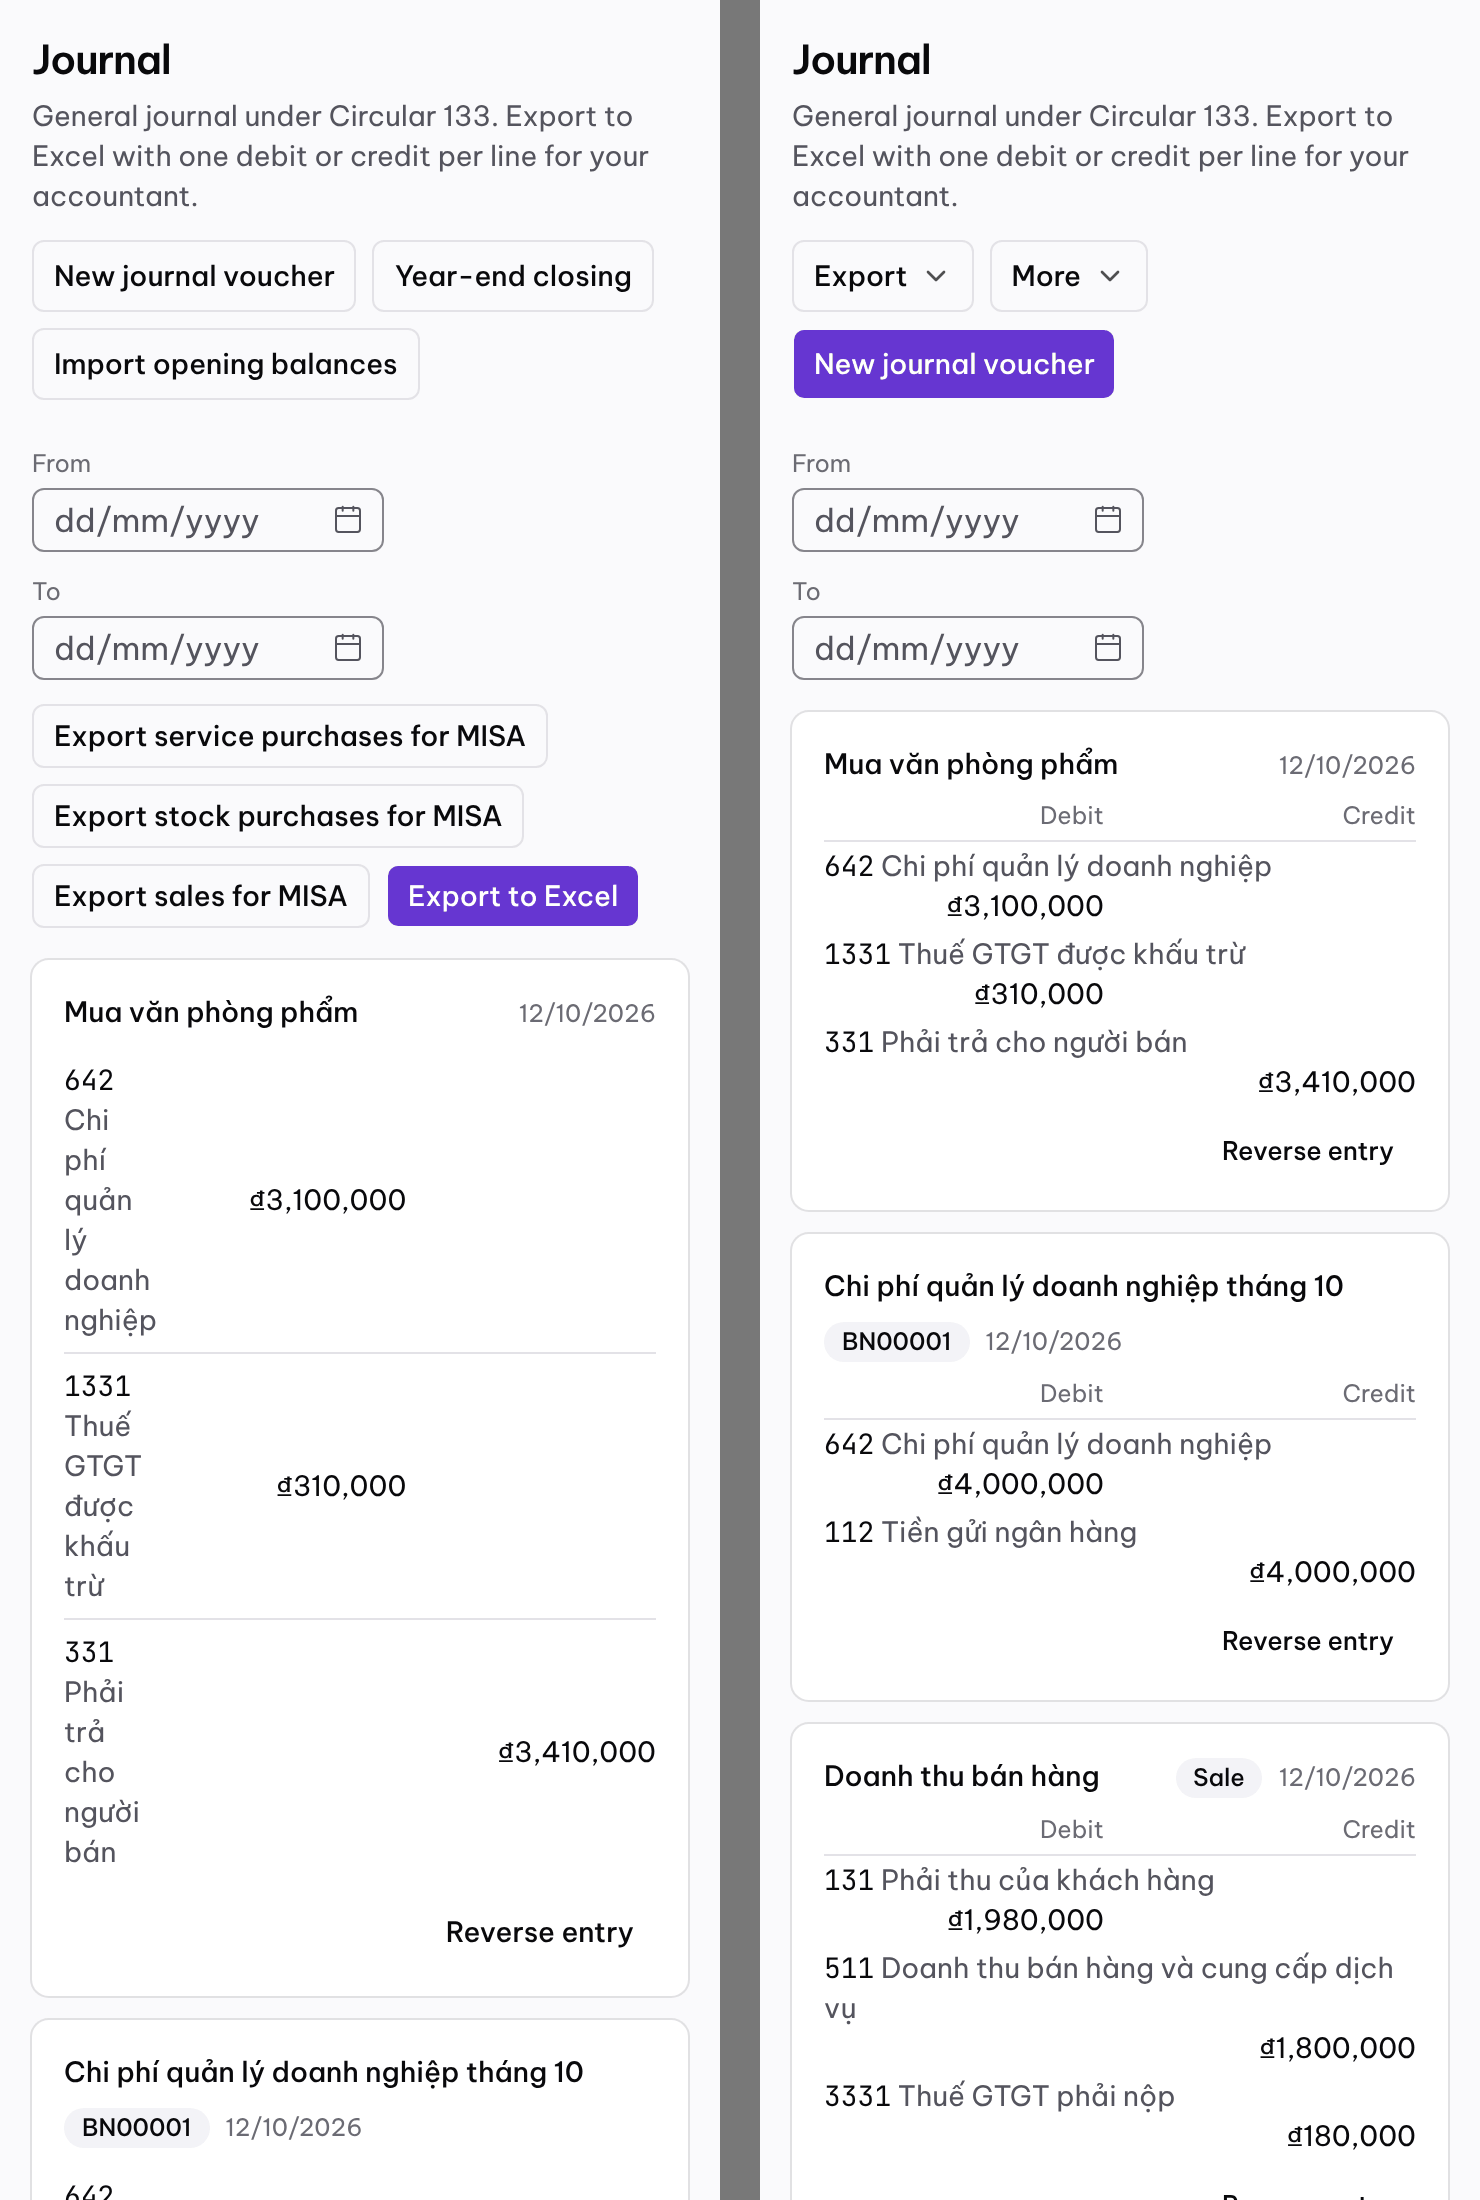 Journal
General journal under Circular 133. Export to
Excel with one debit or credit per line for your
accountant.
New journal voucher
Year-end closing
Import opening balances
From
dd/mm/yyyy
To
dd/mm/yyyy
Export service purchases for MISA
Export stock purchases for MISA
Export sales for MISA
Export to Excel
Mua văn phòng phẩm
12/10/2026
642
Chi
phí
quản
lý
doanh
nghiệp
₫3,100,000
1331
Thuế
GTGT
được
khấu
trừ
₫310,000
331
Phải
trả
cho
người
bán
₫3,410,000
Reverse entry
Chi phí quản lý doanh nghiệp tháng 10
BN00001
12/10/2026
642
Journal
General journal under Circular 133. Export to
Excel with one debit or credit per line for your
accountant.
Export
More
New journal voucher
From
dd/mm/yyyy
To
dd/mm/yyyy
Mua văn phòng phẩm
12/10/2026
Debit
Credit
642 Chi phí quản lý doanh nghiệp
₫3,100,000
1331 Thuế GTGT được khấu trừ
₫310,000
331 Phải trả cho người bán
₫3,410,000
Reverse entry
Chi phí quản lý doanh nghiệp tháng 10
BN00001
12/10/2026
Debit
Credit
642 Chi phí quản lý doanh nghiệp
₫4,000,000
112 Tiền gửi ngân hàng
₫4,000,000
Reverse entry
Doanh thu bán hàng
Sale
12/10/2026
Debit
Credit
131 Phải thu của khách hàng
₫1,980,000
511 Doanh thu bán hàng và cung cấp dịch
vụ
₫1,800,000
3331 Thuế GTGT phải nộp
₫180,000